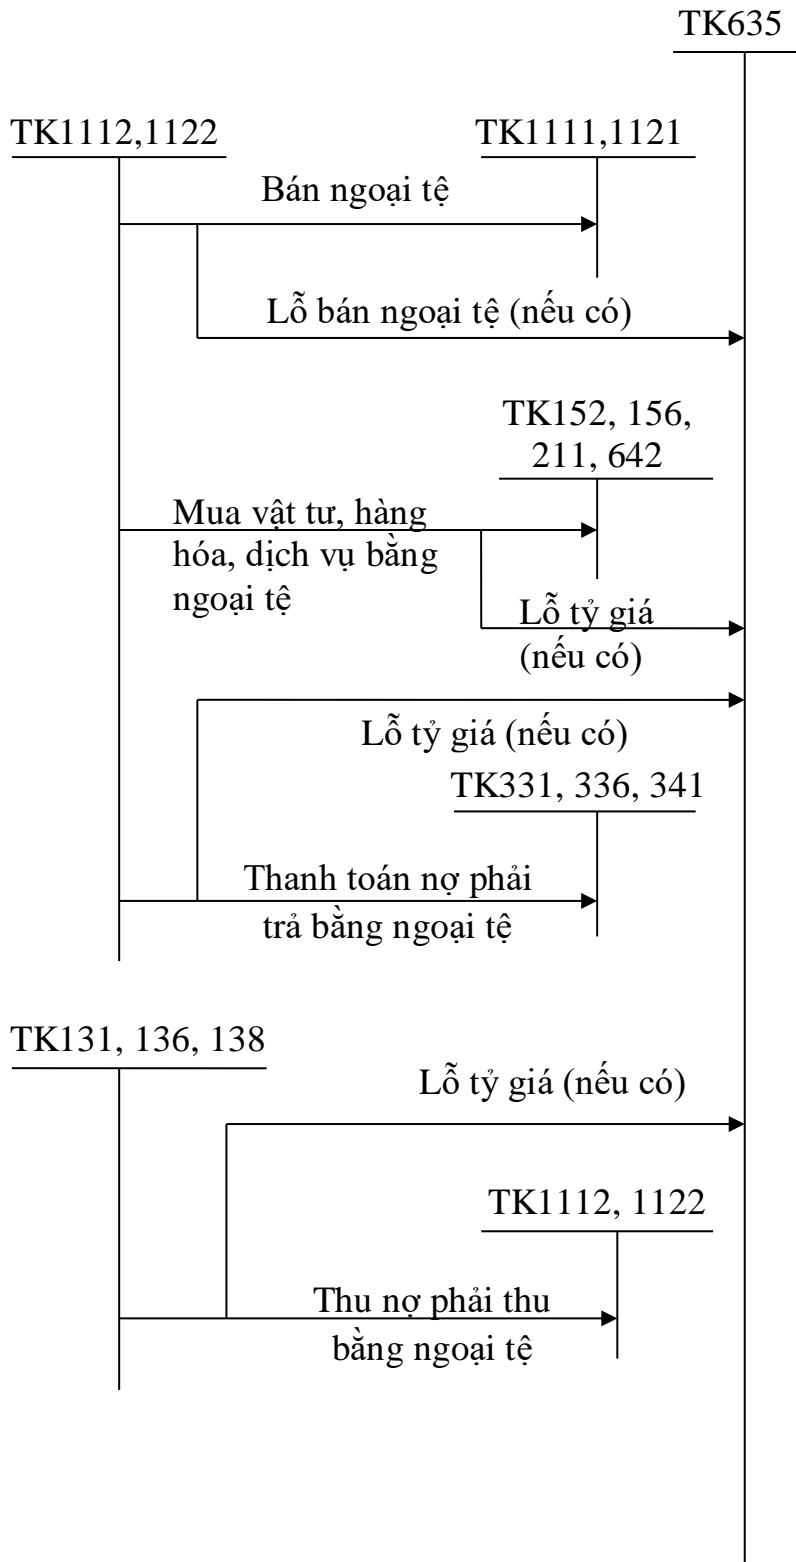 TK635
TK1112,1122
TK1111,1121
Bán ngoại tệ
Lỗ bán ngoại tệ (nếu có)
TK152, 156,
211, 642
Mua vật tư, hàng
hóa, dịch vụ bằng
ngoại tệ
Lỗ tỷ giá
(nếu có)
Lỗ tỷ giá (nếu có)
TK331, 336, 341
Thanh toán nợ phải
trả bằng ngoại tệ
TK131, 136, 138
Lỗ tỷ giá (nếu có)
TK1112, 1122
Thu nợ phải thu
bằng ngoại tệ